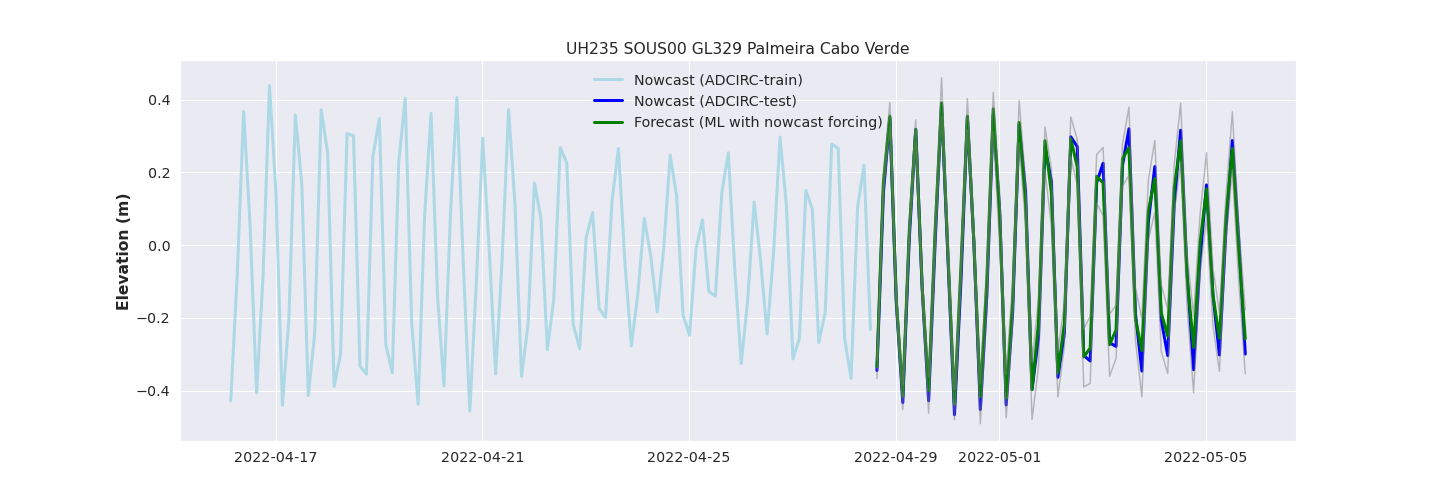 UH235 SOUS00 GL329 Palmeira Cabo Verde
Nowcast (ADCIRC-train)
Nowcast (ADCIRC-test)
Forecast (ML with nowcast forcing)
Elevation (m)
0.4
0.2
0.0
−0.2
−0.4
2022-04-17
2022-04-21
2022-04-25
2022-04-29
2022-05-01
2022-05-05